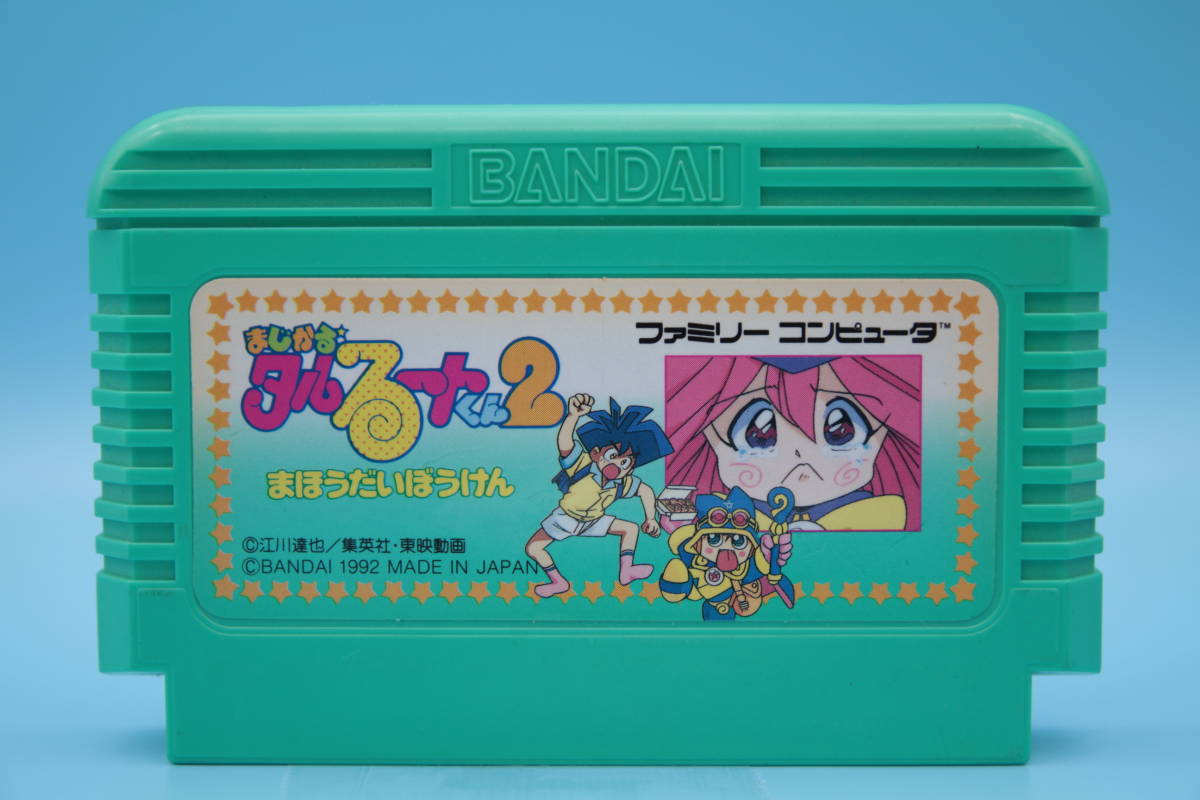 BANDAI
まじかる
タルるートくん2
まほうだいぼうけん
ファミリー コンピュータ™
©江川達也／集英社・東映動画
©BANDAI 1992 MADE IN JAPAN